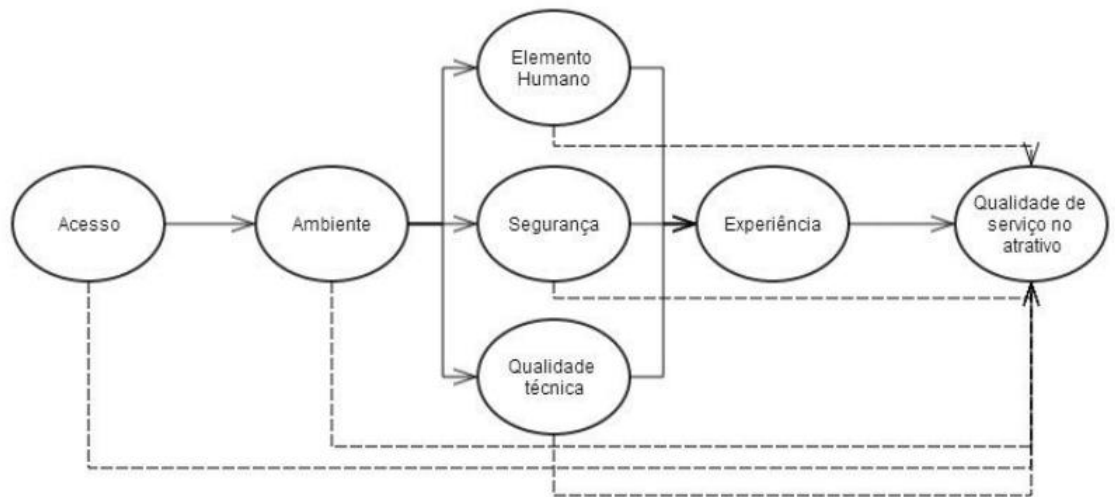 Elemento
Humano
Acesso
Ambiente
Segurança
Experiência
Qualidade de
serviço no
atrativo
Qualidade
técnica